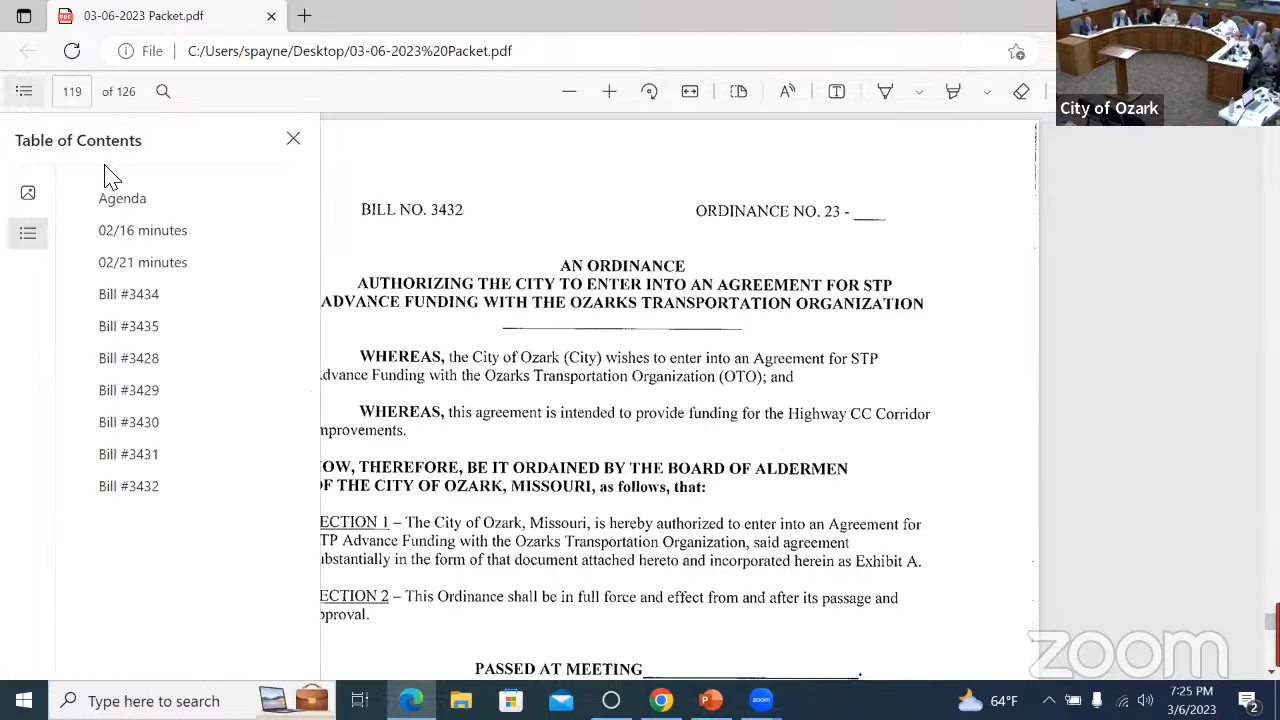 03-06-2023 Packet.pdf
File
C:/Users/spayne/Desktop/03-06-2023%20Packet.pdf
119 of 126
City of Ozark
Table of Contents
Agenda
02/16 minutes
02/21 minutes
Bill #3434
Bill #3435
Bill #3428
Bill #3429
Bill #3430
Bill #3431
Bill #3432
BILL NO. 3432 ORDINANCE NO. 23 - ____
AN ORDINANCE
AUTHORIZING THE CITY TO ENTER INTO AN AGREEMENT FOR STP
ADVANCE FUNDING WITH THE OZARKS TRANSPORTATION ORGANIZATION
WHEREAS, the City of Ozark (City) wishes to enter into an Agreement for STP
dvance Funding with the Ozarks Transportation Organization (OTO); and
WHEREAS, this agreement is intended to provide funding for the Highway CC Corridor
mprovements.
OW, THEREFORE, BE IT ORDAINED BY THE BOARD OF ALDERMEN
OF THE CITY OF OZARK, MISSOURI, as follows, that:
ECTION 1 – The City of Ozark, Missouri, is hereby authorized to enter into an Agreement for
TP Advance Funding with the Ozarks Transportation Organization, said agreement
ubstantially in the form of that document attached hereto and incorporated herein as Exhibit A.
ECTION 2 – This Ordinance shall be in full force and effect from and after its passage and
pproval.
PASSED AT MEETING
zoom
Type here to search
zoom
64°F
7:25 PM
3/6/2023
2